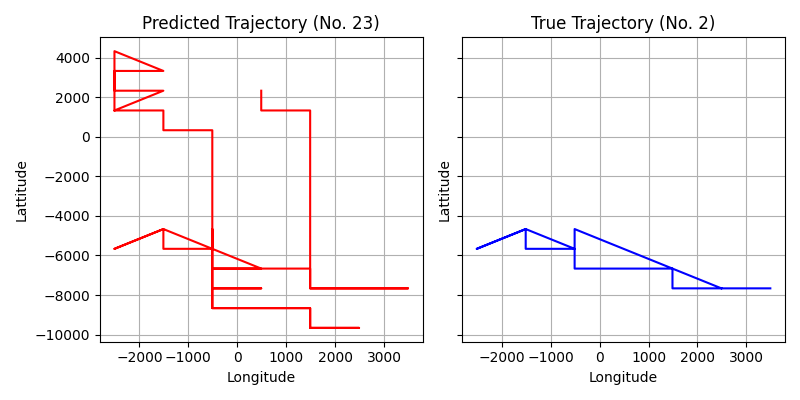 Predicted Trajectory (No. 23)
True Trajectory (No. 2)
4000
2000
0
−2000
−4000
−6000
−8000
−10000
Lattitude
Lattitude
−2000 −1000 0 1000 2000 3000
−2000 −1000 0 1000 2000 3000
Longitude
Longitude